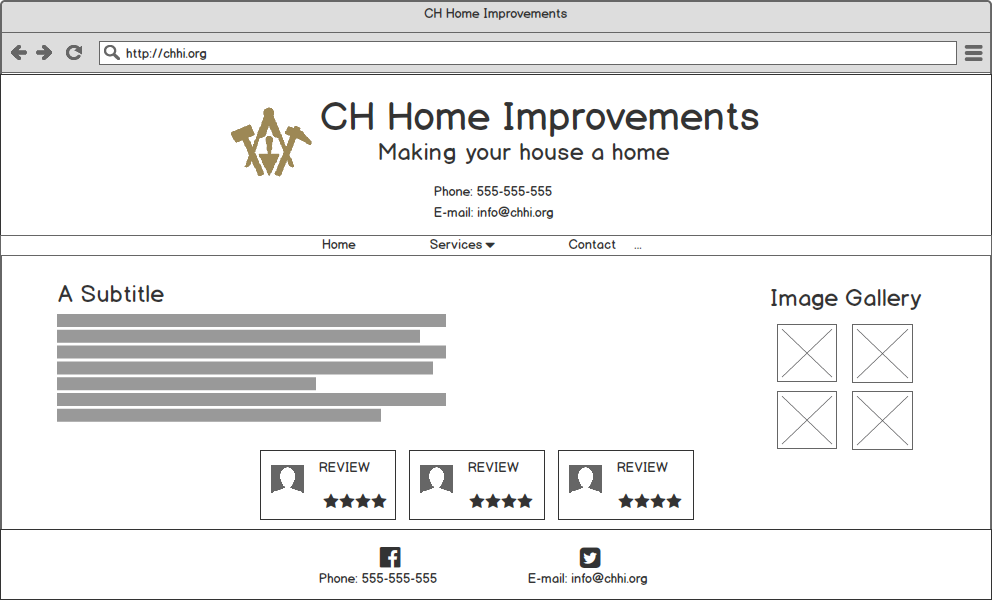 CH Home Improvements
http://chhi.org
CH Home Improvements
Making your house a home
Phone: 555-555-555
E-mail: info@chhi.org
Home Services Contact ...
A Subtitle
Image Gallery
REVIEW REVIEW REVIEW
Phone: 555-555-555 E-mail: info@chhi.org